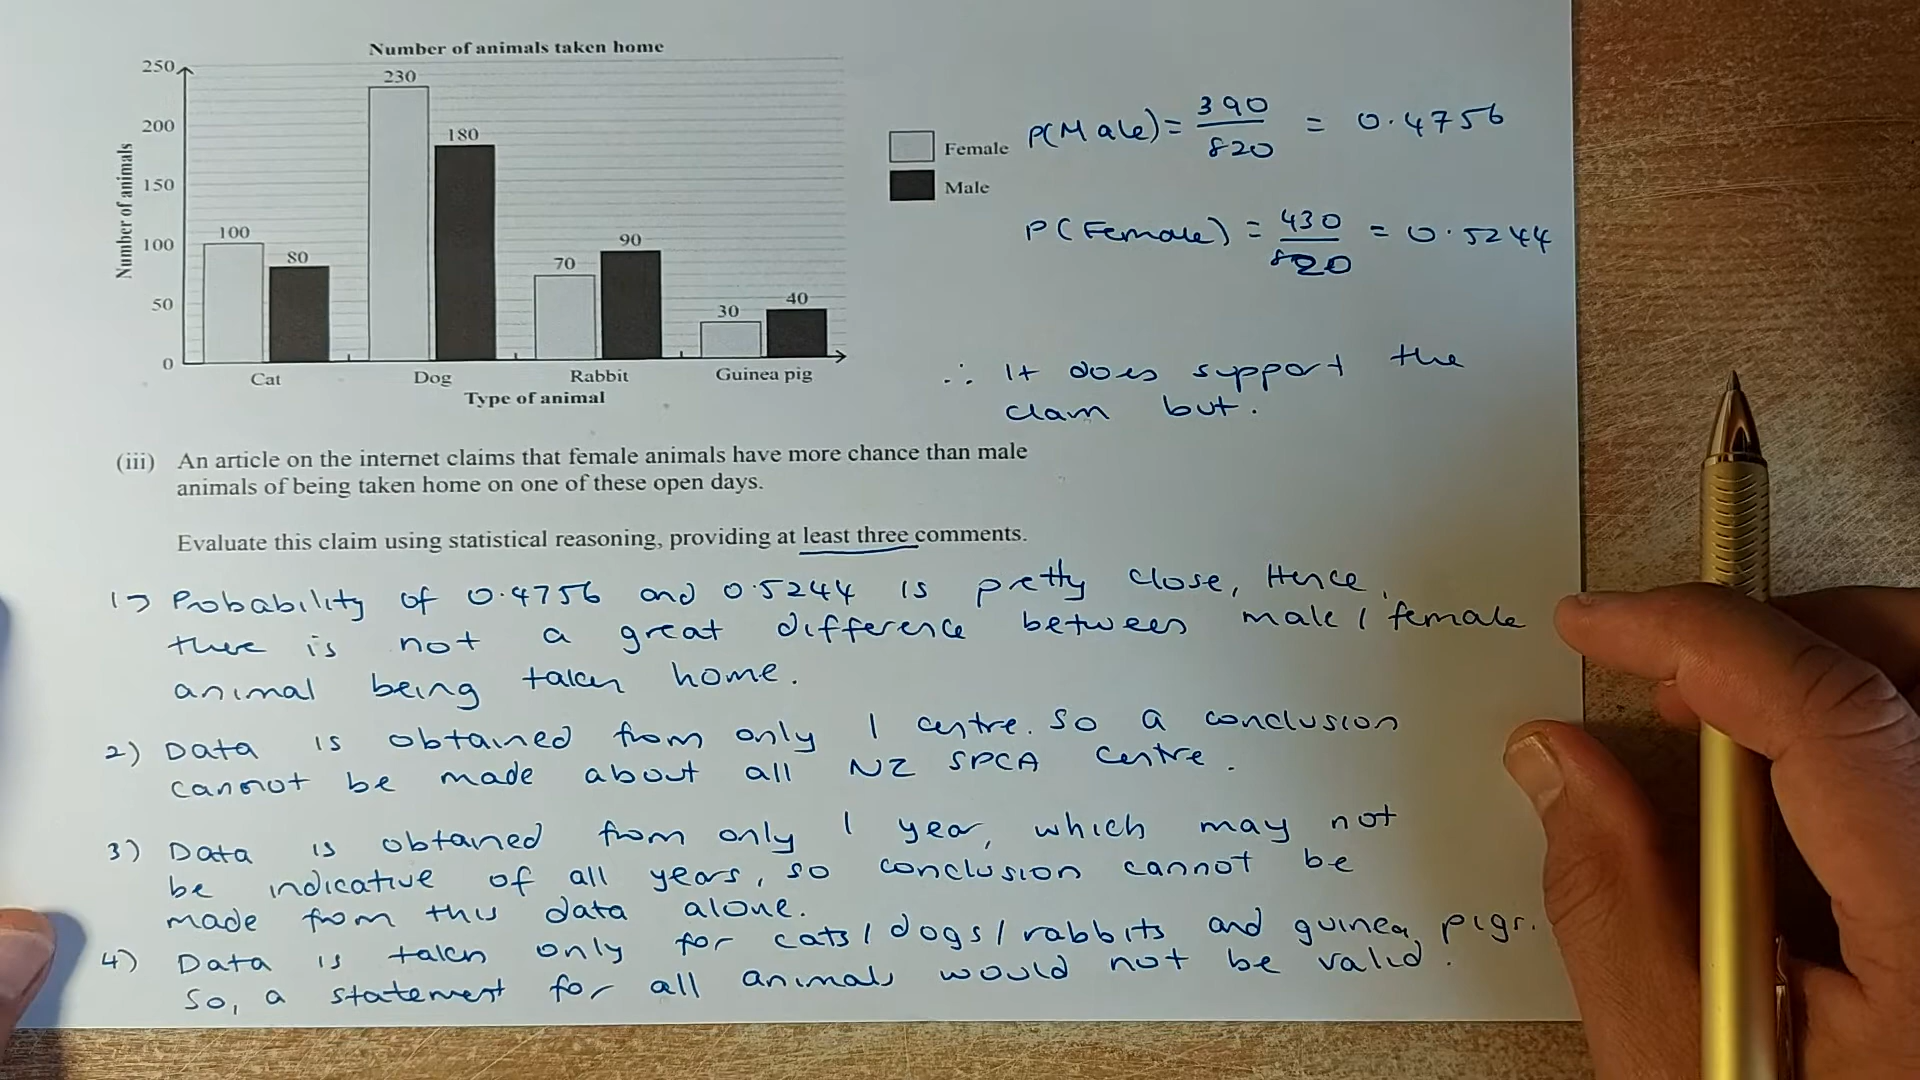 Number of animals taken home
250
200
150
100
50
0
Number of animals
100
80
230
180
70
90
30
40
Cat
Dog
Rabbit
Guinea pig
Type of animal
Female
Male
P(Male) = 390/820 = 0.4756
P(Female) = 430/820 = 0.5244
∴ It does support the
clam but.
(iii) An article on the internet claims that female animals have more chance than male
animals of being taken home on one of these open days.
Evaluate this claim using statistical reasoning, providing at least three comments.
1) Probability of 0.4756 and 0.5244 is pretty close, Hence,
there is not a great difference between male / female
animal being taken home.
2) Data is obtained from only 1 centre. So a conclusion
cannot be made about all NZ SPCA centre.
3) Data is obtained from only 1 year, which may not
be indicative of all years, so conclusion cannot be
made from this data alone.
4) Data is taken only for cats / dogs / rabbits and guinea pigs.
So, a statement for all animals would not be valid.